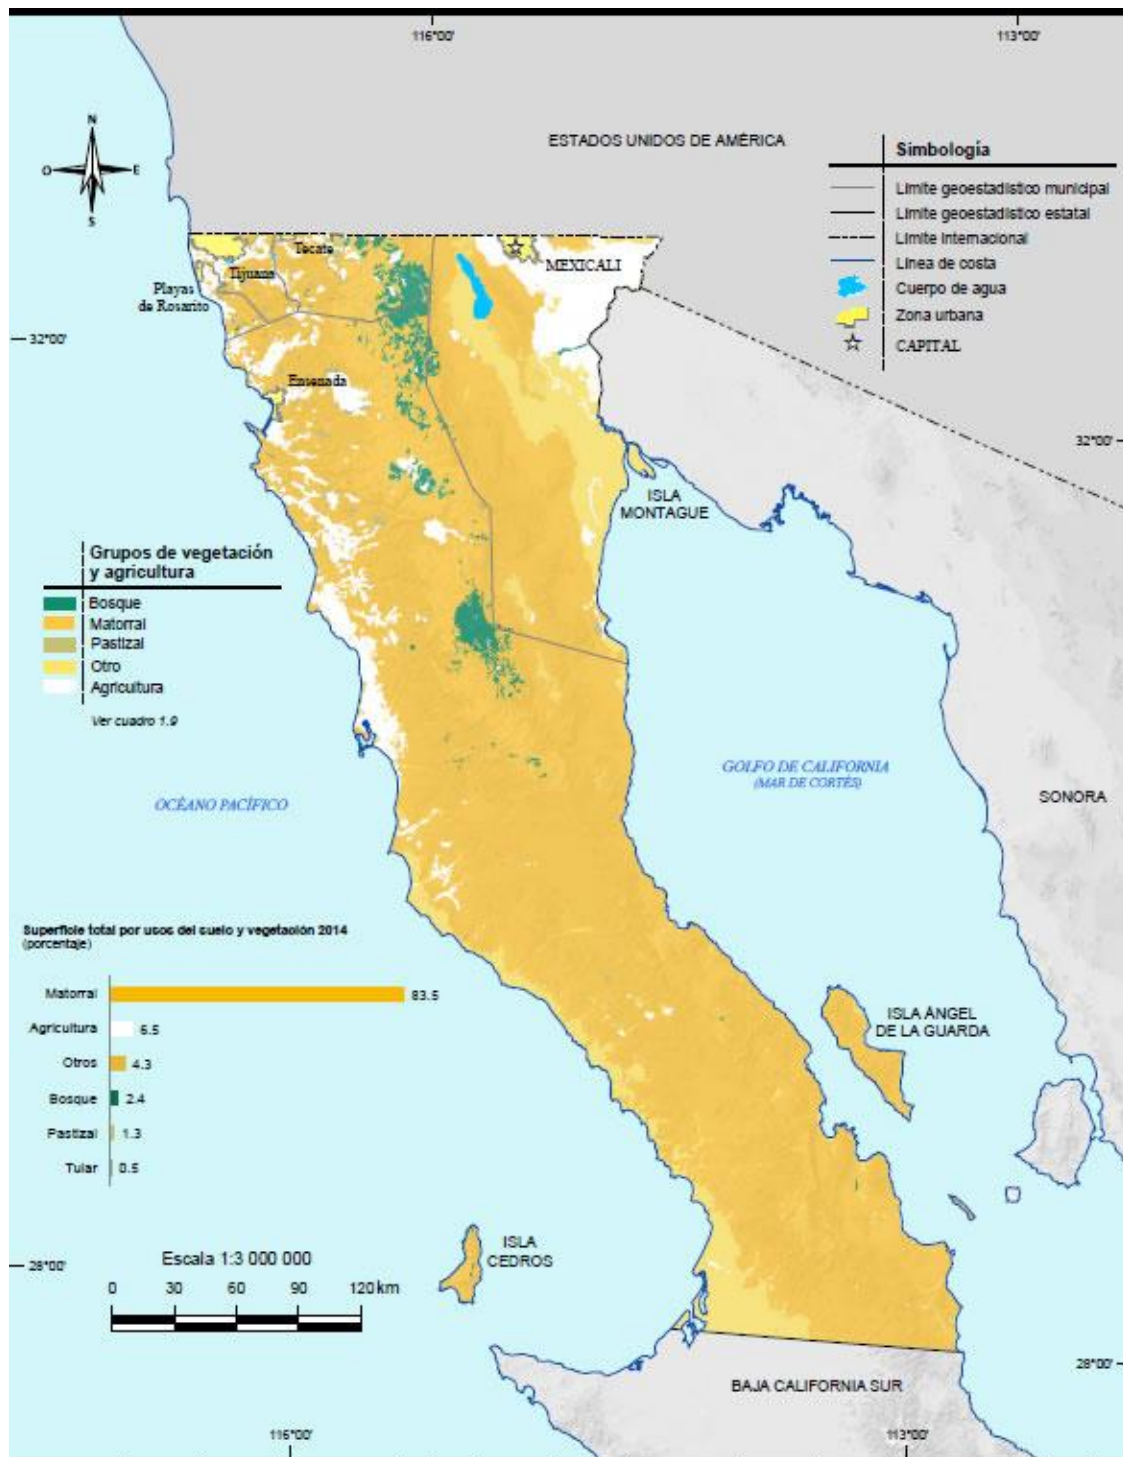 116°00'
113°00'
ESTADOS UNIDOS DE AMÉRICA
N
O
E
S
Simbología
Límite geoestadístico municipal
Límite geoestadístico estatal
Límite internacional
Línea de costa
Cuerpo de agua
Zona urbana
CAPITAL
Tecate
Tijuana
MEXICALI
Playas
de Rosarito
32°00'
Ensenada
32°00'
ISLA
MONTAGUE
Grupos de vegetación
y agricultura
Bosque
Matorral
Pastizal
Otro
Agricultura
Ver cuadro 1.9
OCÉANO PACÍFICO
GOLFO DE CALIFORNIA
(MAR DE CORTÉS)
SONORA
Superficie total por usos del suelo y vegetación 2014
(porcentaje)
Matorral 83.5
Agricultura 6.5
Otros 4.3
Bosque 2.4
Pastizal 1.3
Tular 0.5
ISLA ÁNGEL
DE LA GUARDA
ISLA
CEDROS
Escala 1:3 000 000
0 30 60 90 120 km
28°00'
28°00'
BAJA CALIFORNIA SUR
116°00'
113°00'